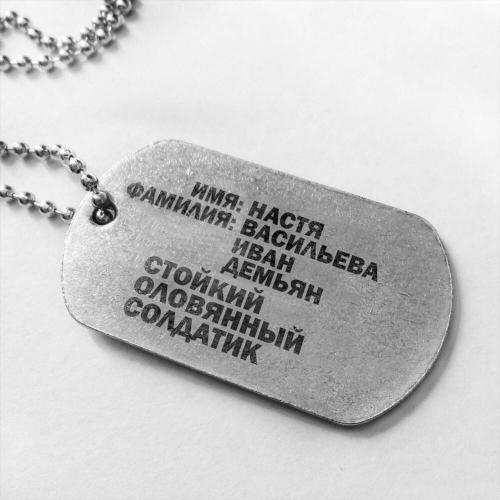 ИМЯ: НАСТЯ
ФАМИЛИЯ: ВАСИЛЬЕВА
ИВАН
ДЕМЬЯН
СТОЙКИЙ
ОЛОВЯННЫЙ
СОЛДАТИК